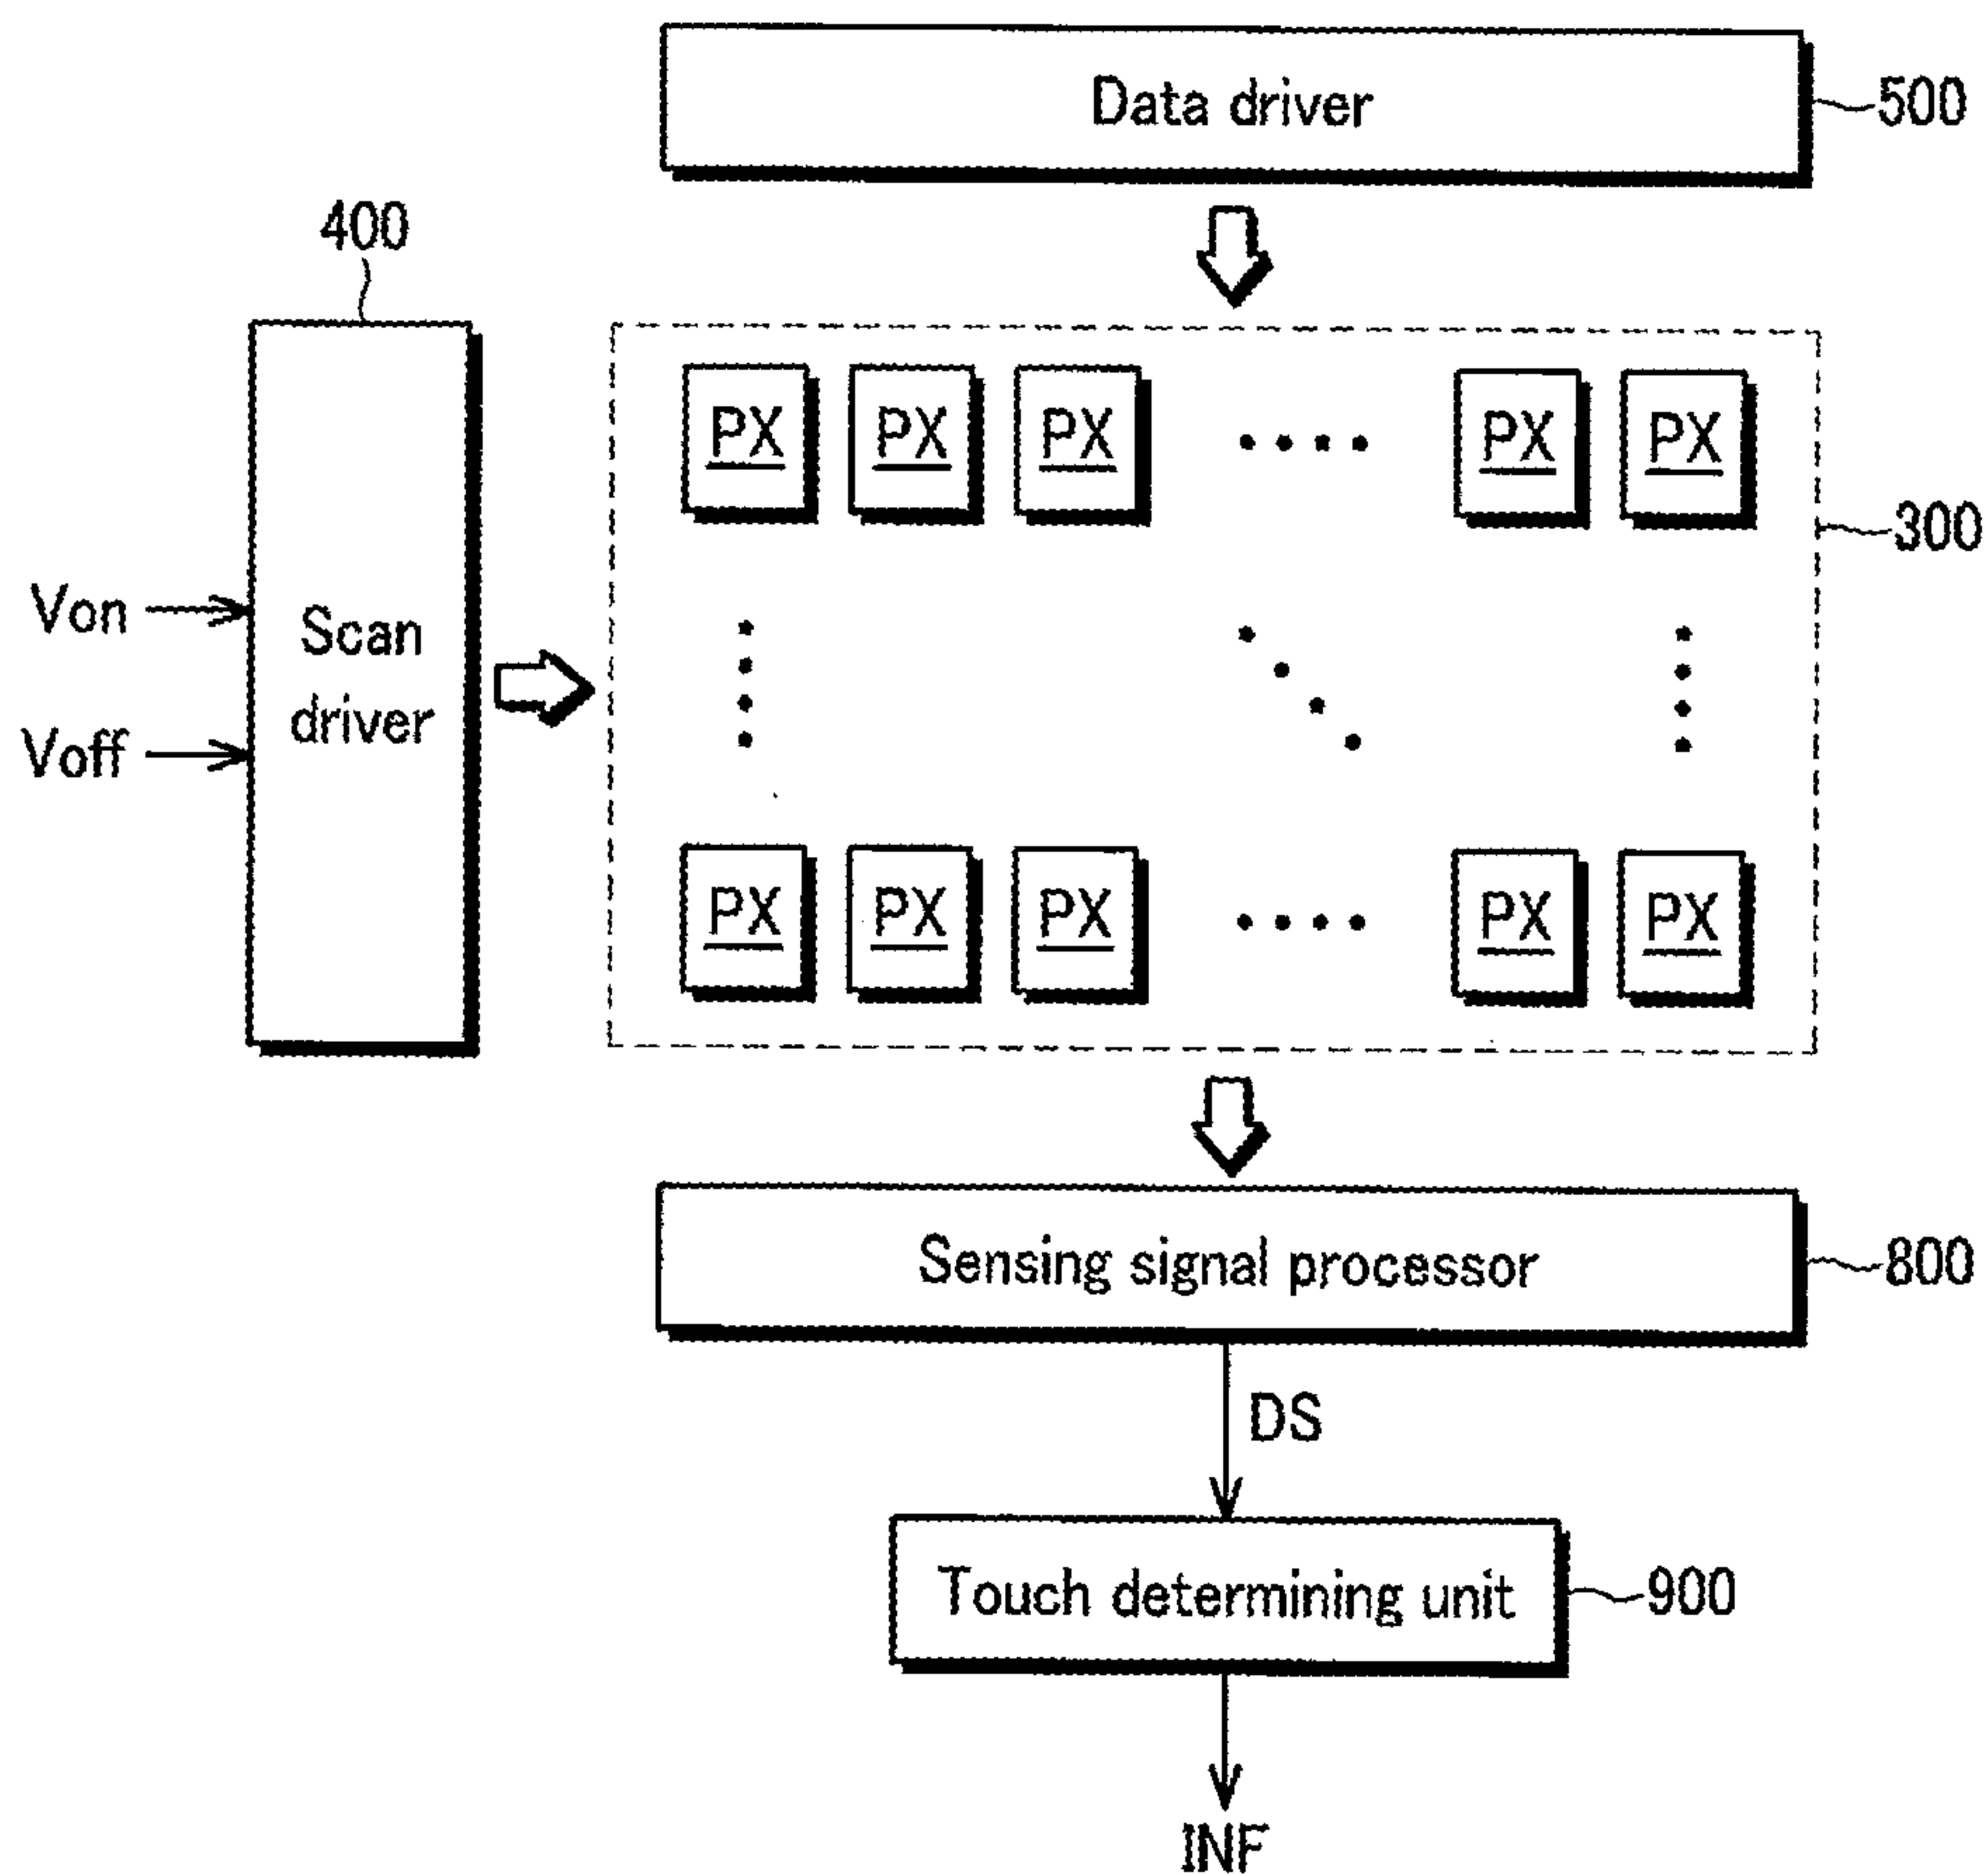 Data driver
500
400
PX PX PX PX PX
300
Von
Scan
driver
Voff
PX PX PX PX PX
Sensing signal processor
800
DS
Touch determining unit
900
INF